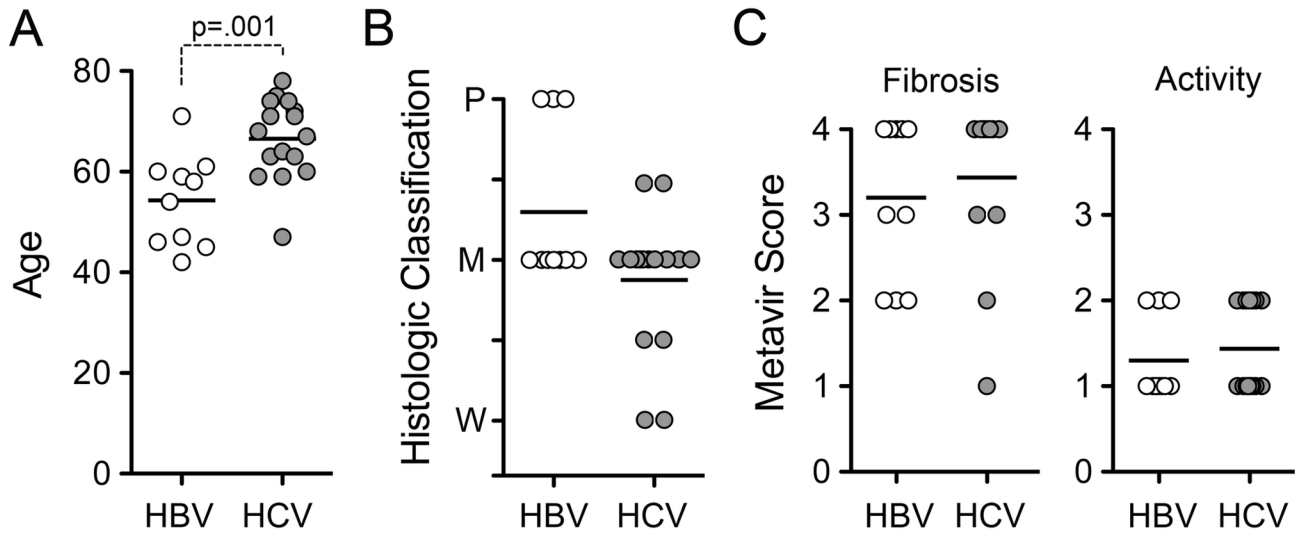 A
p=.001
Age
80
60
40
20
0
HBV HCV
B
Histologic Classification
P
M
W
HBV HCV
C
Metavir Score
Fibrosis
4
3
2
1
0
HBV HCV
Activity
4
3
2
1
0
HBV HCV